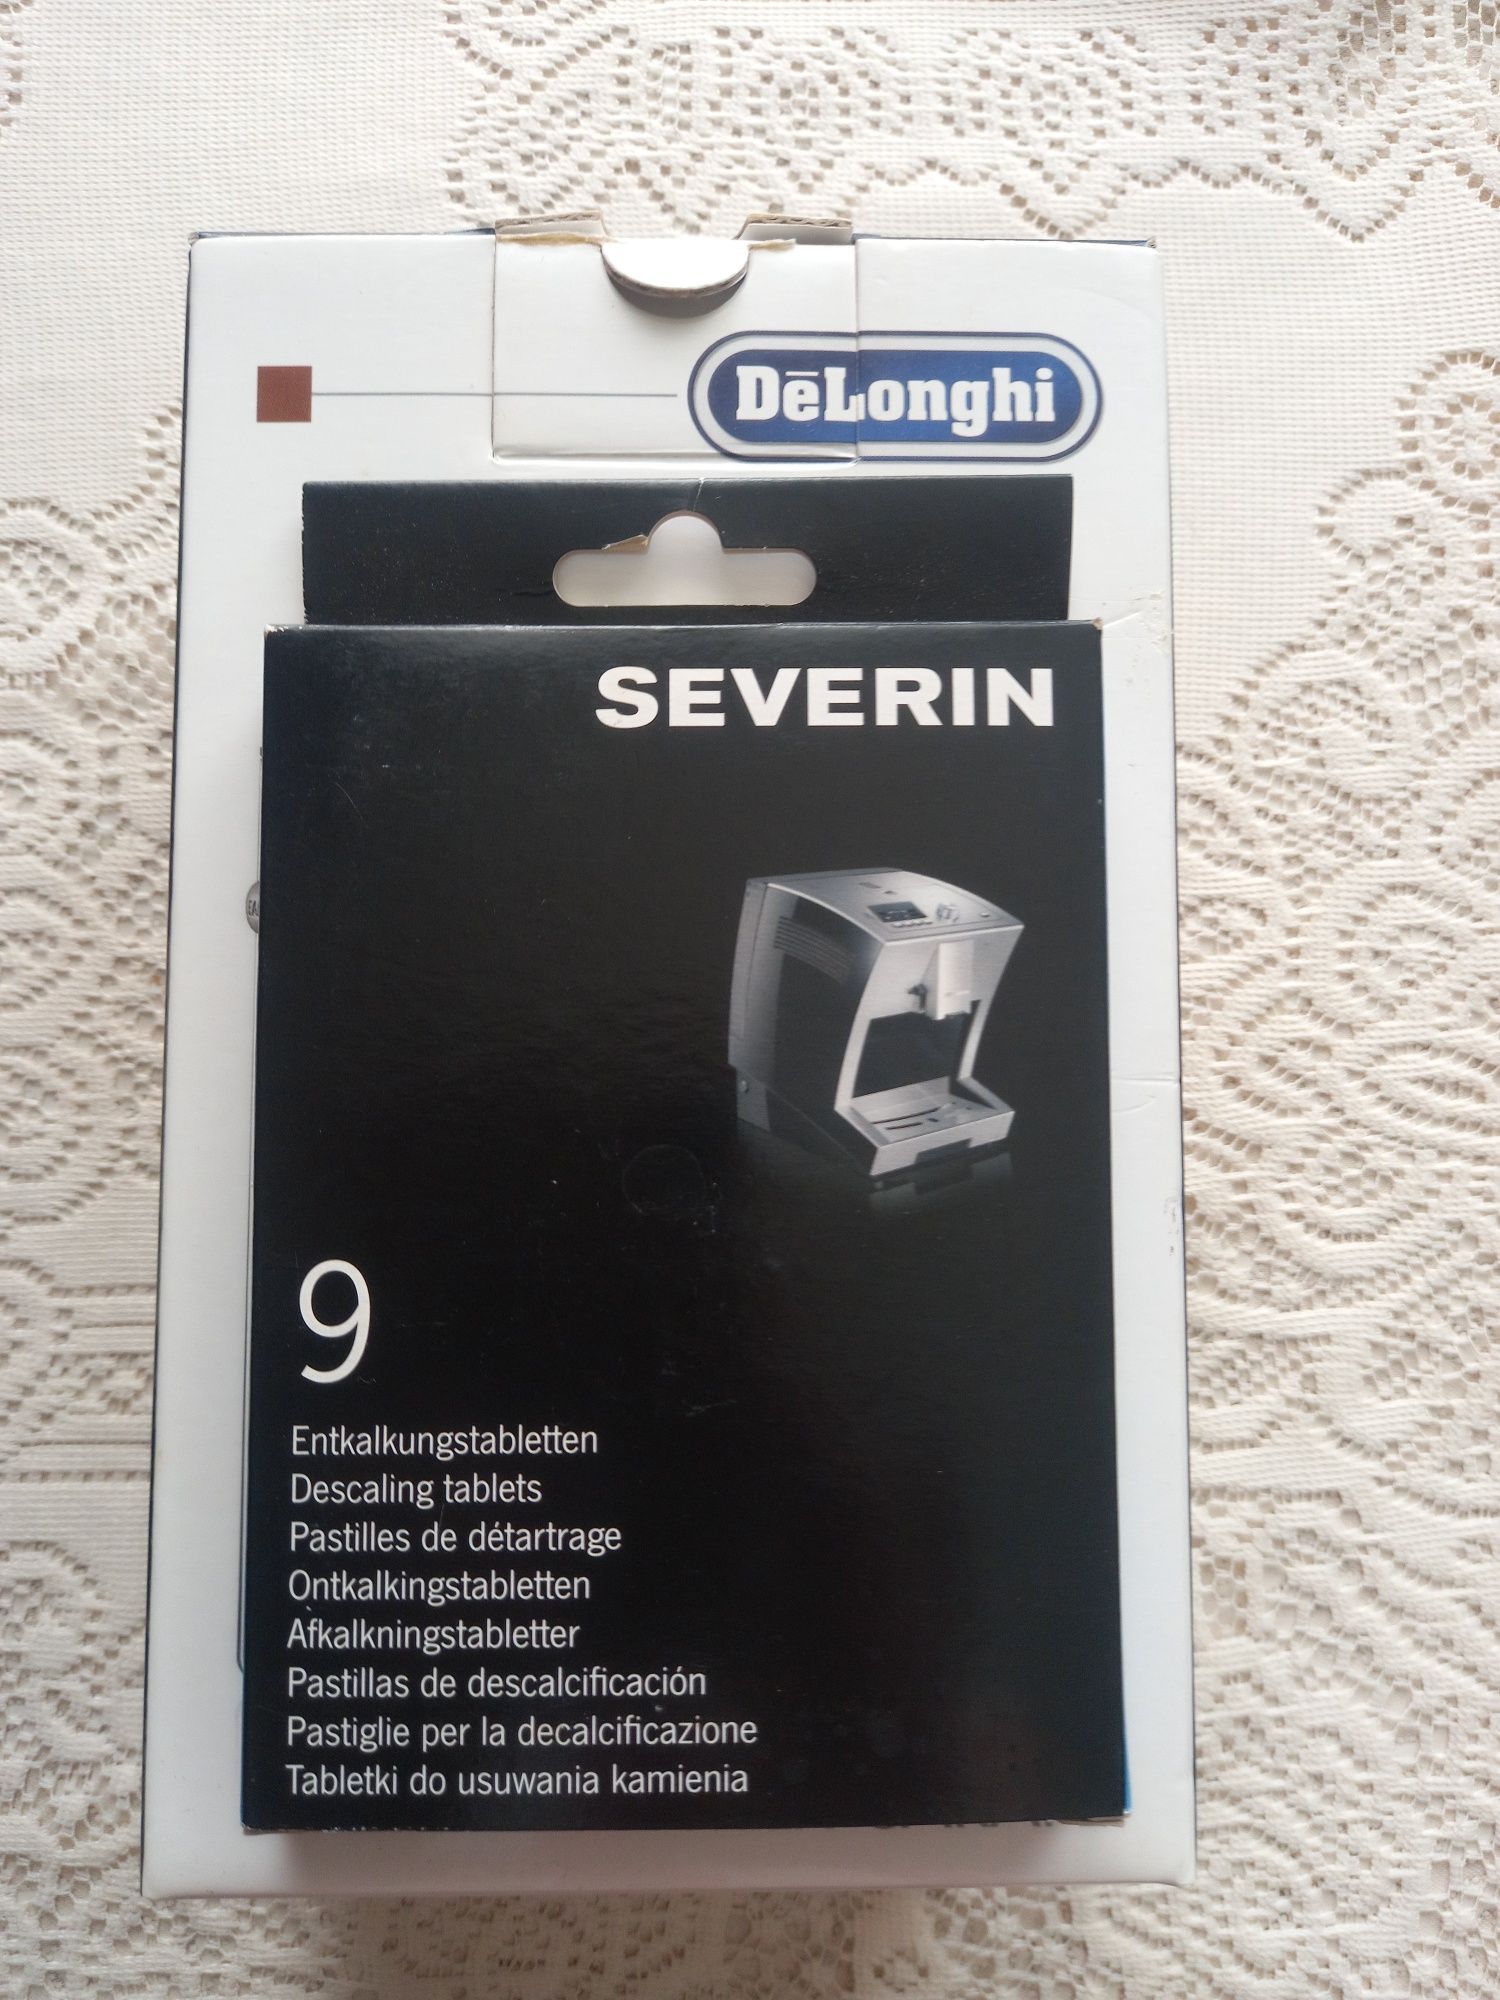 DēLonghi
SEVERIN
9
Entkalkungstabletten
Descaling tablets
Pastilles de détartrage
Ontkalkingstabletten
Afkalkningstabletter
Pastillas de descalcificación
Pastiglie per la decalcificazione
Tabletki do usuwania kamienia